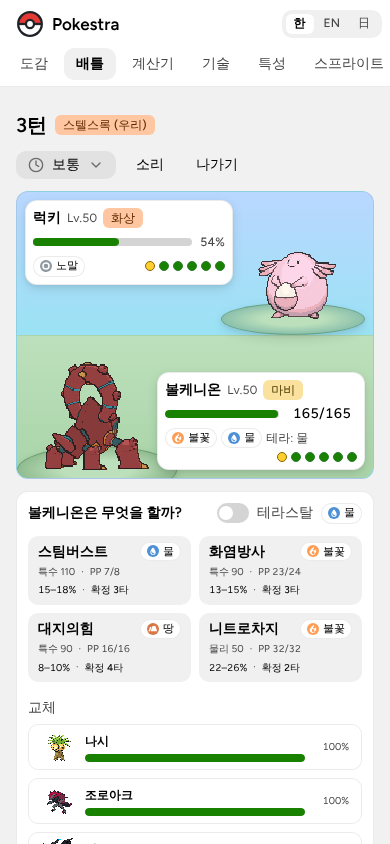 Pokestra
한 EN 日
도감 배틀 계산기 기술 특성 스프라이트
3턴 스텔스록 (우리)
보통 소리 나가기
럭키 Lv.50 화상
54%
노말
볼케니온 Lv.50 마비
165/165
불꽃 물 테라: 물
볼케니온은 무엇을 할까? 테라스탈 물
스팀버스트 물
특수 110 · PP 7/8
15–18% · 확정 3타
화염방사 불꽃
특수 90 · PP 23/24
13–15% · 확정 3타
대지의힘 땅
특수 90 · PP 16/16
8–10% · 확정 4타
니트로차지 불꽃
물리 50 · PP 32/32
22–26% · 확정 2타
교체
나시
100%
조로아크
100%